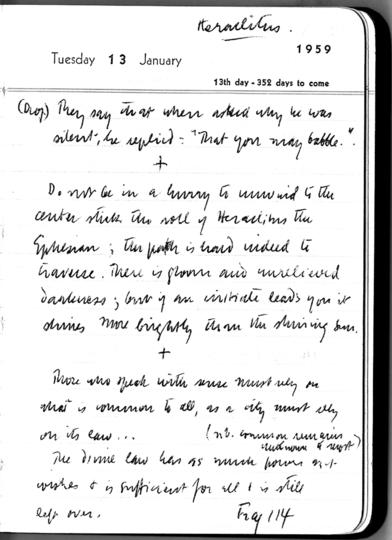 Heraclitus.
1959
Tuesday 13 January
13th day - 352 days to come
(Diog) They say that when asked why he was
silent, he replied - "That you may babble."
+
Do not be in a hurry to unwind to the
center stick the roll of Heraclitus the
Ephesian; the path is hard indeed to
traverse. There is gloom and unrelieved
darkness; but if an initiate leads you it
shines more brightly than the shining sun.
+
Those who speak with sense must rely on
what is common to all, as a city must rely
on its law... (n.b. common remains
unknown to most)
The divine law has as much power as it
wishes & is sufficient for all & is still
left over. Frag 114